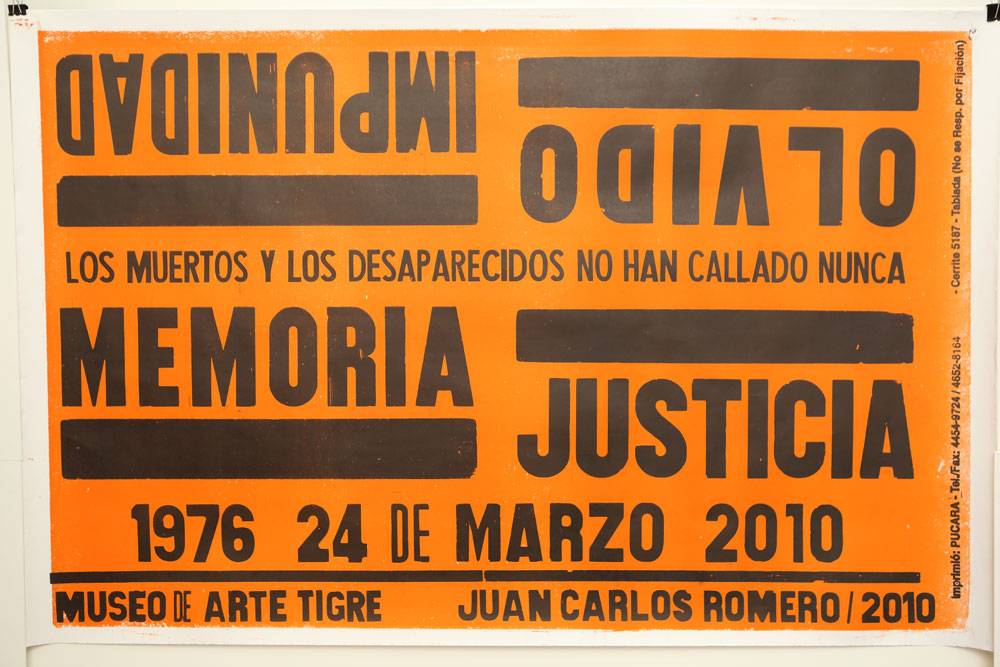 IMPUNIDAD
OLVIDO
LOS MUERTOS Y LOS DESAPARECIDOS NO HAN CALLADO NUNCA
MEMORIA
JUSTICIA
1976 24 DE MARZO 2010
MUSEO DE ARTE TIGRE
JUAN CARLOS ROMERO / 2010
Imprimió: PUCARA - Tel./Fax: 4454-9724 / 4652-8164 - Cerrito 5187 - Tablada (No se Resp. por Fijación)